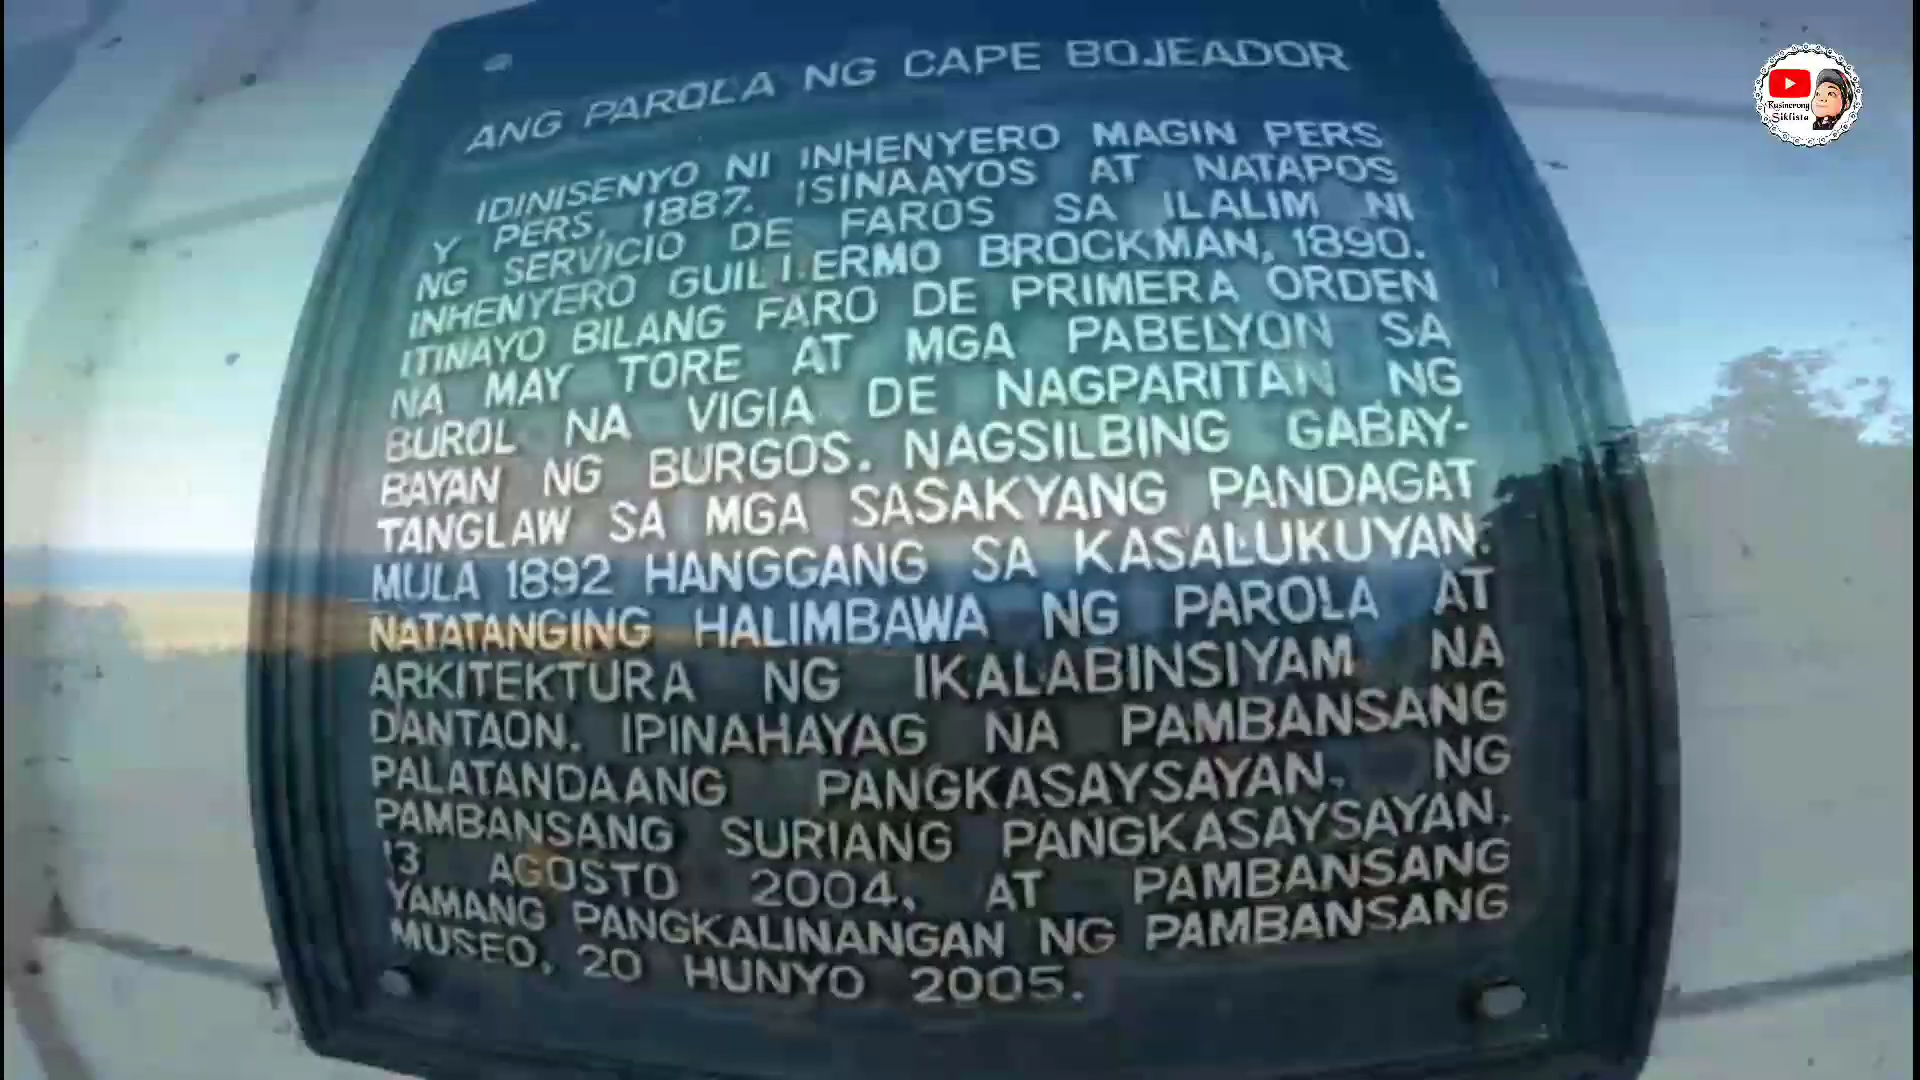 ANG PAROLA NG CAPE BOJEADOR
IDINISENYO NI INHENYERO MAGIN PERS
Y PERS, 1887. ISINAAYOS AT NATAPOS
NG SERVICIO DE FAROS SA ILALIM NI
INHENYERO GUILLERMO BROCKMAN, 1890.
ITINAYO BILANG FARO DE PRIMERA ORDEN
NA MAY TORE AT MGA PABELYON SA
BUROL NA VIGIA DE NAGPARITAN NG
BAYAN NG BURGOS. NAGSILBING GABAY-
TANGLAW SA MGA SASAKYANG PANDAGAT
MULA 1892 HANGGANG SA KASALUKUYAN.
NATATANGING HALIMBAWA NG PAROLA AT
ARKITEKTURA NG IKALABINSIYAM NA
DANTAON. IPINAHAYAG NA PAMBANSANG
PALATANDAANG PANGKASAYSAYAN, NG
PAMBANSANG SURIANG PANGKASAYSAYAN,
13 AGOSTO 2004, AT PAMBANSANG
YAMANG PANGKALINANGAN NG PAMBANSANG
MUSEO, 20 HUNYO 2005.
Kusinerong
Siklista